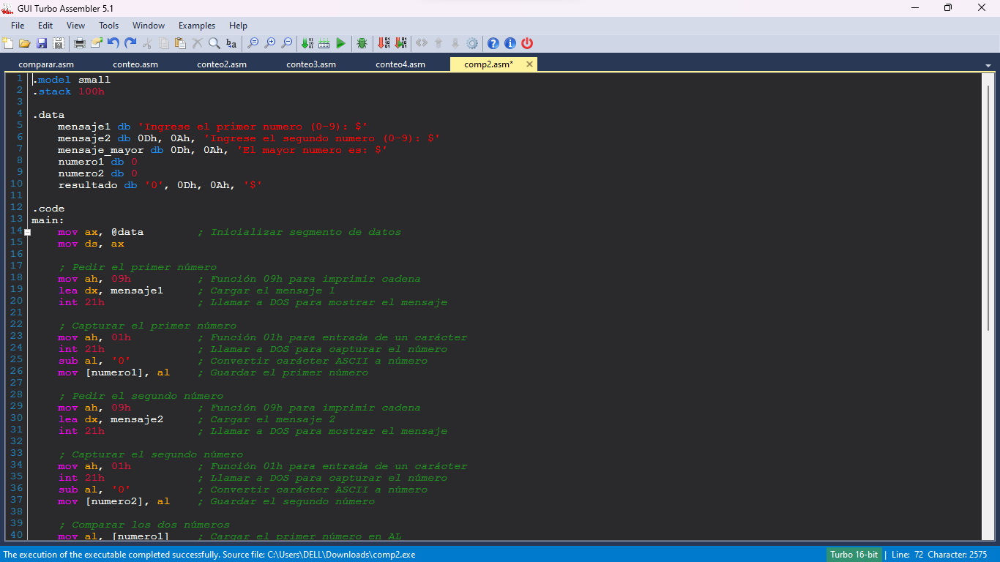 GUI Turbo Assembler 5.1
File Edit View Tools Window Examples Help
comparar.asm conteo.asm conteo2.asm conteo3.asm conteo4.asm comp2.asm*
1 .model small
2 .stack 100h
3
4 .data
5 mensaje1 db 'Ingrese el primer numero (0-9): $'
6 mensaje2 db 0Dh, 0Ah, 'Ingrese el segundo numero (0-9): $'
7 mensaje_mayor db 0Dh, 0Ah, 'El mayor numero es: $'
8 numero1 db 0
9 numero2 db 0
10 resultado db '0', 0Dh, 0Ah, '$'
11
12 .code
13 main:
14 mov ax, @data ; Inicializar segmento de datos
15 mov ds, ax
16
17 ; Pedir el primer número
18 mov ah, 09h ; Función 09h para imprimir cadena
19 lea dx, mensaje1 ; Cargar el mensaje 1
20 int 21h ; Llamar a DOS para mostrar el mensaje
21
22 ; Capturar el primer número
23 mov ah, 01h ; Función 01h para entrada de un carácter
24 int 21h ; Llamar a DOS para capturar el número
25 sub al, '0' ; Convertir carácter ASCII a número
26 mov [numero1], al ; Guardar el primer número
27
28 ; Pedir el segundo número
29 mov ah, 09h ; Función 09h para imprimir cadena
30 lea dx, mensaje2 ; Cargar el mensaje 2
31 int 21h ; Llamar a DOS para mostrar el mensaje
32
33 ; Capturar el segundo número
34 mov ah, 01h ; Función 01h para entrada de un carácter
35 int 21h ; Llamar a DOS para capturar el número
36 sub al, '0' ; Convertir carácter ASCII a número
37 mov [numero2], al ; Guardar el segundo número
38
39 ; Comparar los dos números
40 mov al, [numero1] ; Cargar el primer número en AL
The execution of the executable completed successfully. Source file: C:\Users\DELL\Downloads\comp2.exe
Turbo 16-bit | Line: 72 Character: 2575